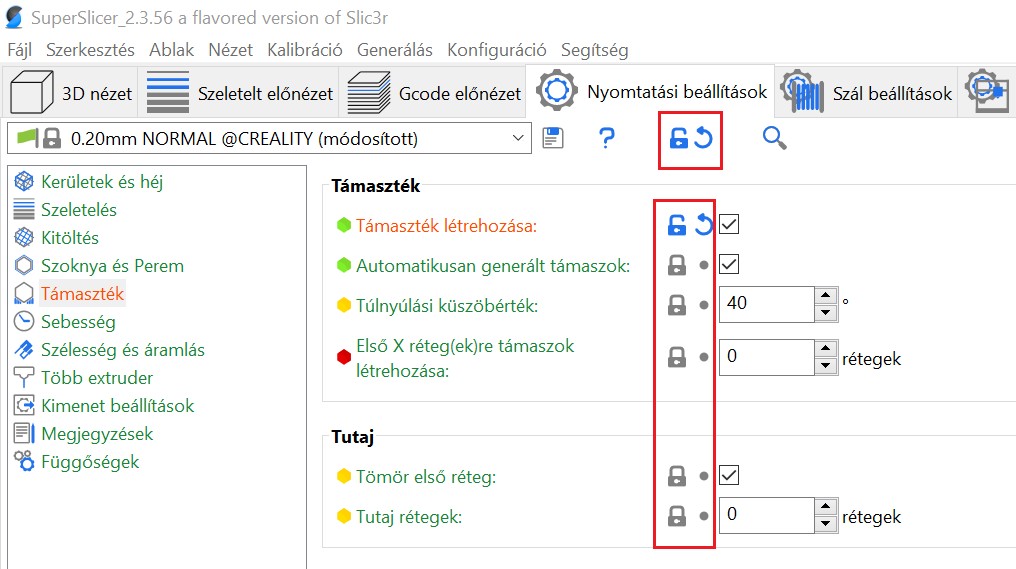 SuperSlicer_2.3.56 a flavored version of Slic3r
Fájl Szerkesztés Ablak Nézet Kalibráció Generálás Konfiguráció Segítség
3D nézet Szeletelt előnézet Gcode előnézet Nyomtatási beállítások Szál beállítások
0.20mm NORMAL @CREALITY (módosított)
Kerületek és héj
Szeletelés
Kitöltés
Szoknya és Perem
Támaszték
Sebesség
Szélesség és áramlás
Több extruder
Kimenet beállítások
Megjegyzések
Függőségek
Támaszték
Támaszték létrehozása:
Automatikusan generált támaszok:
Túlnyúlási küszöbérték: 40 °
Első X réteg(ek)re támaszok
létrehozása: 0 rétegek
Tutaj
Tömör első réteg:
Tutaj rétegek: 0 rétegek